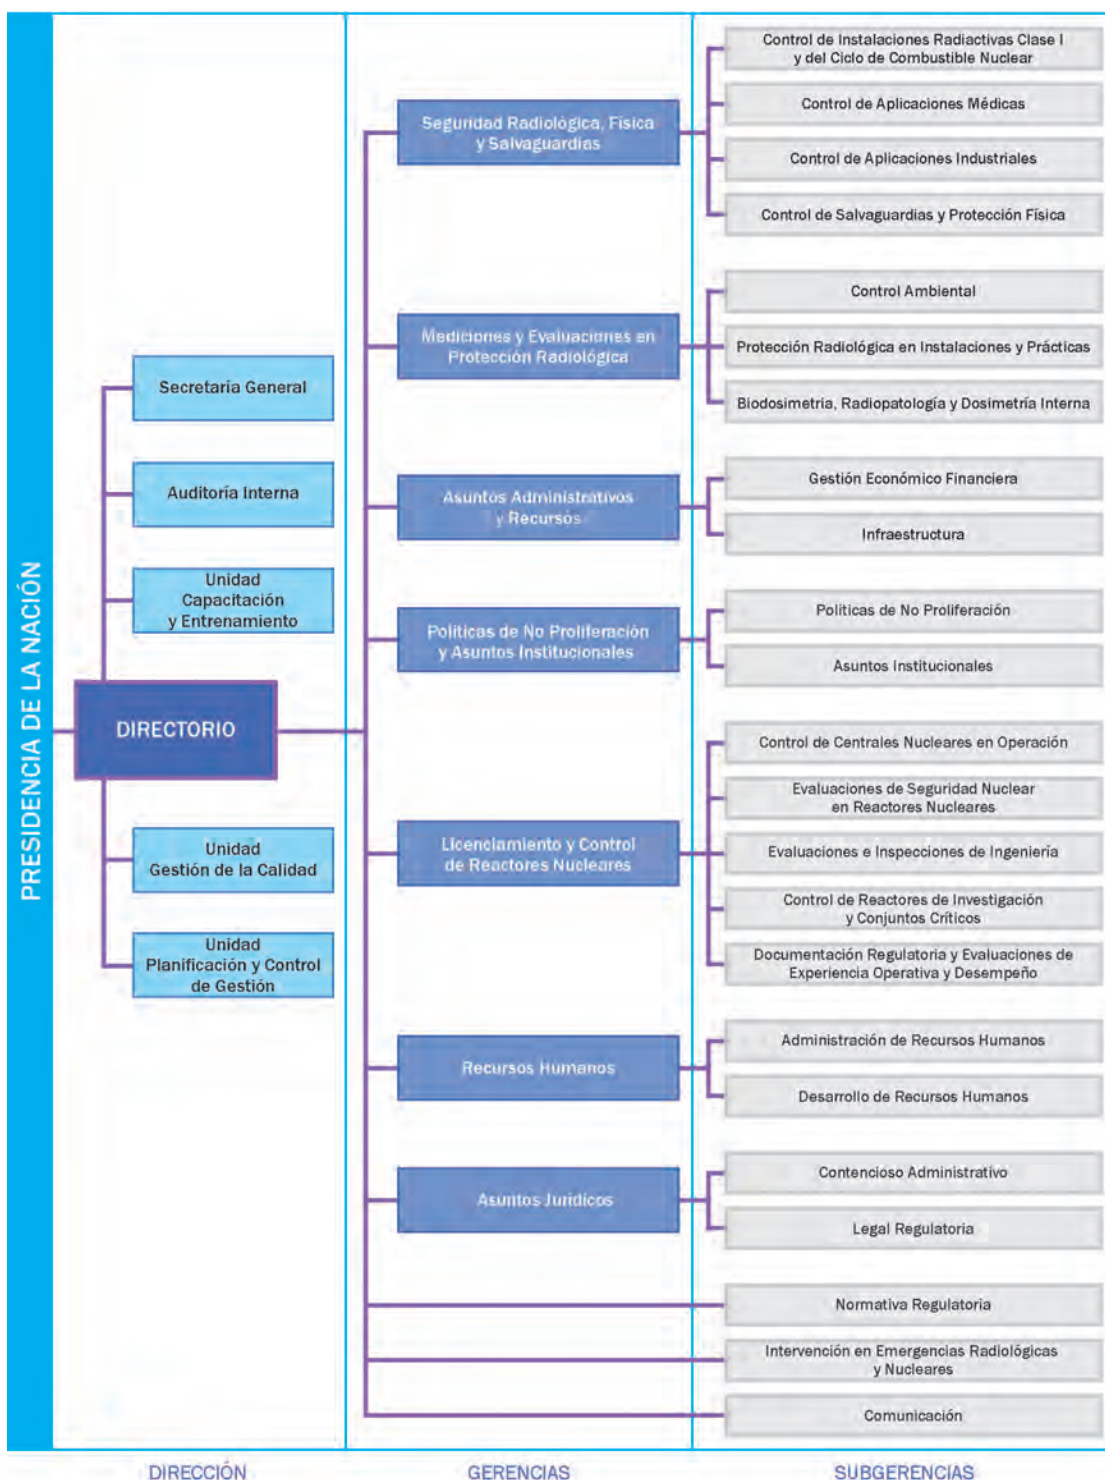 PRESIDENCIA DE LA NACIÓN
Secretaría General
Auditoría Interna
Unidad
Capacitación
y Entrenamiento
DIRECTORIO
Unidad
Gestión de la Calidad
Unidad
Planificación y Control
de Gestión
DIRECCIÓN
Seguridad Radiológica, Física
y Salvaguardias
Mediciones y Evaluaciones en
Protección Radiológica
Asuntos Administrativos
y Recursos
Políticas de No Proliferación
y Asuntos Institucionales
Licenciamiento y Control
de Reactores Nucleares
Recursos Humanos
Asuntos Jurídicos
GERENCIAS
Control de Instalaciones Radiactivas Clase I
y del Ciclo de Combustible Nuclear
Control de Aplicaciones Médicas
Control de Aplicaciones Industriales
Control de Salvaguardias y Protección Física
Control Ambiental
Protección Radiológica en Instalaciones y Prácticas
Biodosimetría, Radiopatología y Dosimetría Interna
Gestión Económico Financiera
Infraestructura
Políticas de No Proliferación
Asuntos Institucionales
Control de Centrales Nucleares en Operación
Evaluaciones de Seguridad Nuclear
en Reactores Nucleares
Evaluaciones e Inspecciones de Ingeniería
Control de Reactores de Investigación
y Conjuntos Críticos
Documentación Regulatoria y Evaluaciones de
Experiencia Operativa y Desempeño
Administración de Recursos Humanos
Desarrollo de Recursos Humanos
Contencioso Administrativo
Legal Regulatoria
Normativa Regulatoria
Intervención en Emergencias Radiológicas
y Nucleares
Comunicación
SUBGERENCIAS